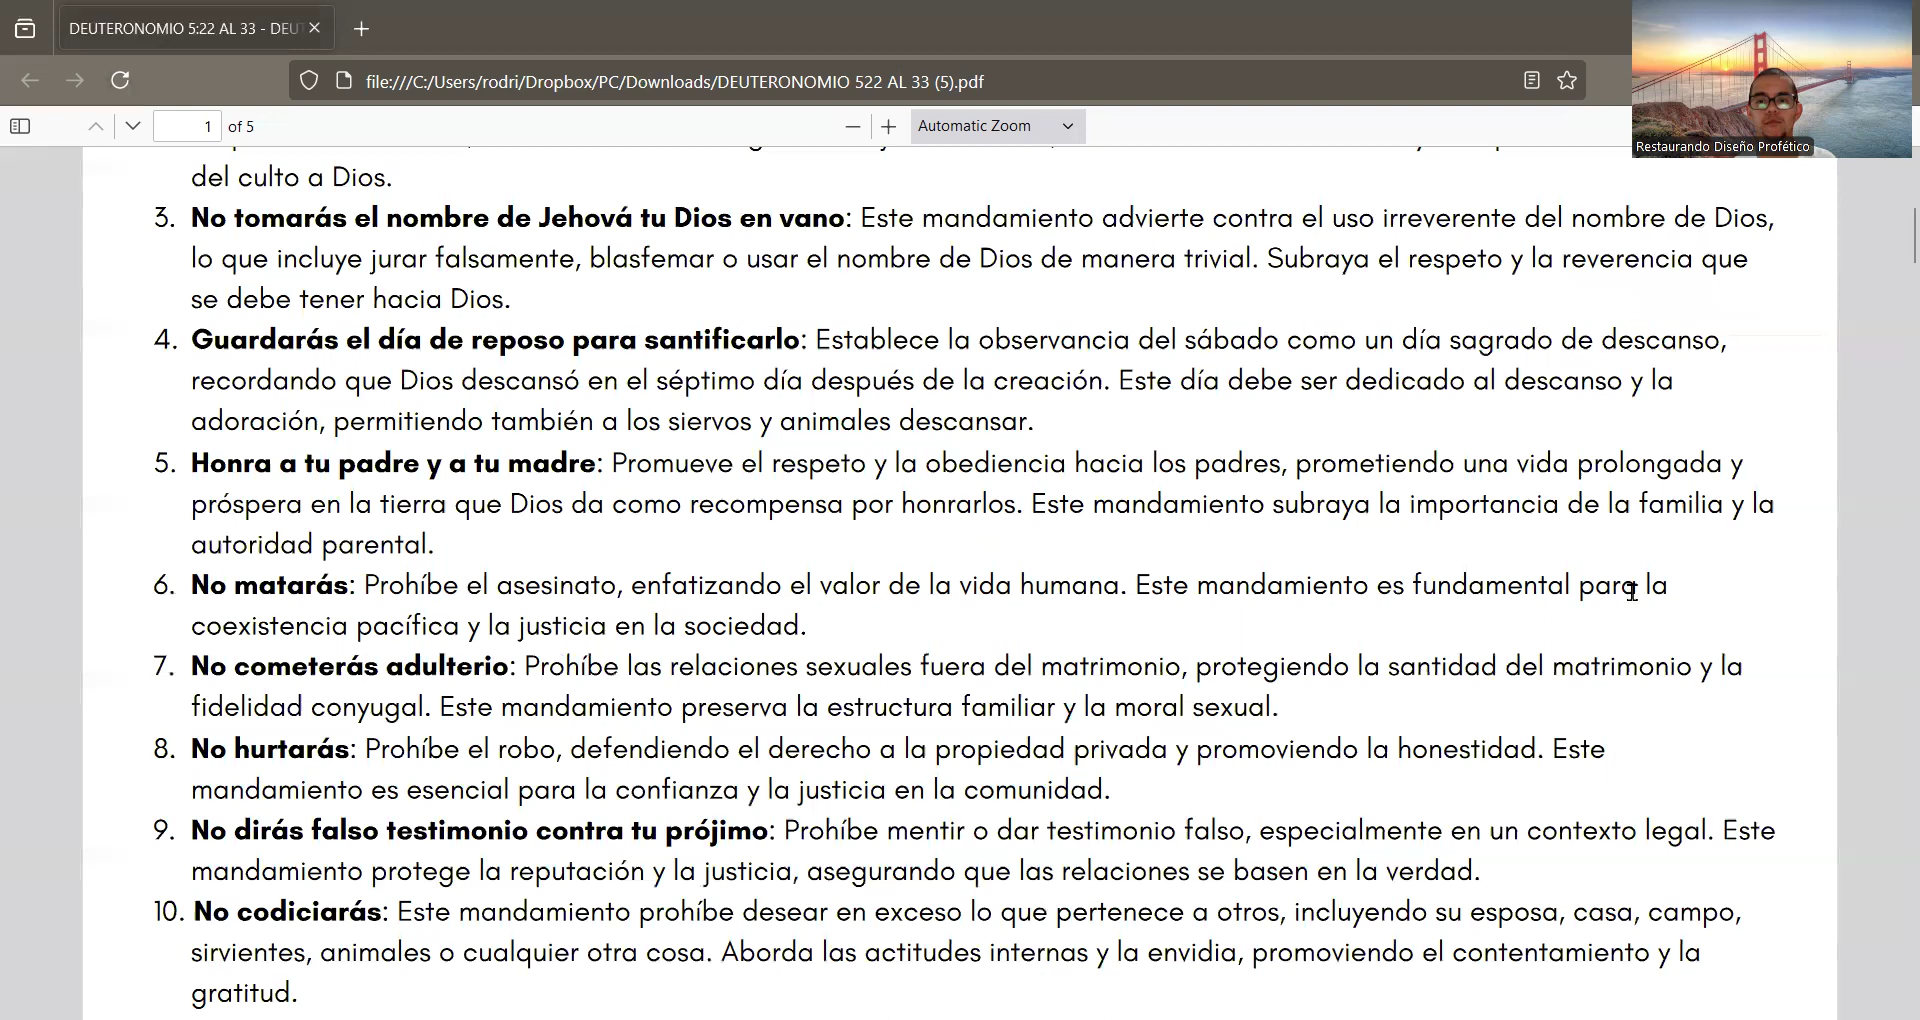 DEUTERONOMIO 5:22 AL 33 - DEUT
file:///C:/Users/rodri/Dropbox/PC/Downloads/DEUTERONOMIO 522 AL 33 (5).pdf
1 of 5
Automatic Zoom
Restaurando Diseño Profético
del culto a Dios.
3. No tomarás el nombre de Jehová tu Dios en vano: Este mandamiento advierte contra el uso irreverente del nombre de Dios,
lo que incluye jurar falsamente, blasfemar o usar el nombre de Dios de manera trivial. Subraya el respeto y la reverencia que
se debe tener hacia Dios.
4. Guardarás el día de reposo para santificarlo: Establece la observancia del sábado como un día sagrado de descanso,
recordando que Dios descansó en el séptimo día después de la creación. Este día debe ser dedicado al descanso y la
adoración, permitiendo también a los siervos y animales descansar.
5. Honra a tu padre y a tu madre: Promueve el respeto y la obediencia hacia los padres, prometiendo una vida prolongada y
próspera en la tierra que Dios da como recompensa por honrarlos. Este mandamiento subraya la importancia de la familia y la
autoridad parental.
6. No matarás: Prohíbe el asesinato, enfatizando el valor de la vida humana. Este mandamiento es fundamental para la
coexistencia pacífica y la justicia en la sociedad.
7. No cometerás adulterio: Prohíbe las relaciones sexuales fuera del matrimonio, protegiendo la santidad del matrimonio y la
fidelidad conyugal. Este mandamiento preserva la estructura familiar y la moral sexual.
8. No hurtarás: Prohíbe el robo, defendiendo el derecho a la propiedad privada y promoviendo la honestidad. Este
mandamiento es esencial para la confianza y la justicia en la comunidad.
9. No dirás falso testimonio contra tu prójimo: Prohíbe mentir o dar testimonio falso, especialmente en un contexto legal. Este
mandamiento protege la reputación y la justicia, asegurando que las relaciones se basen en la verdad.
10. No codiciarás: Este mandamiento prohíbe desear en exceso lo que pertenece a otros, incluyendo su esposa, casa, campo,
sirvientes, animales o cualquier otra cosa. Aborda las actitudes internas y la envidia, promoviendo el contentamiento y la
gratitud.